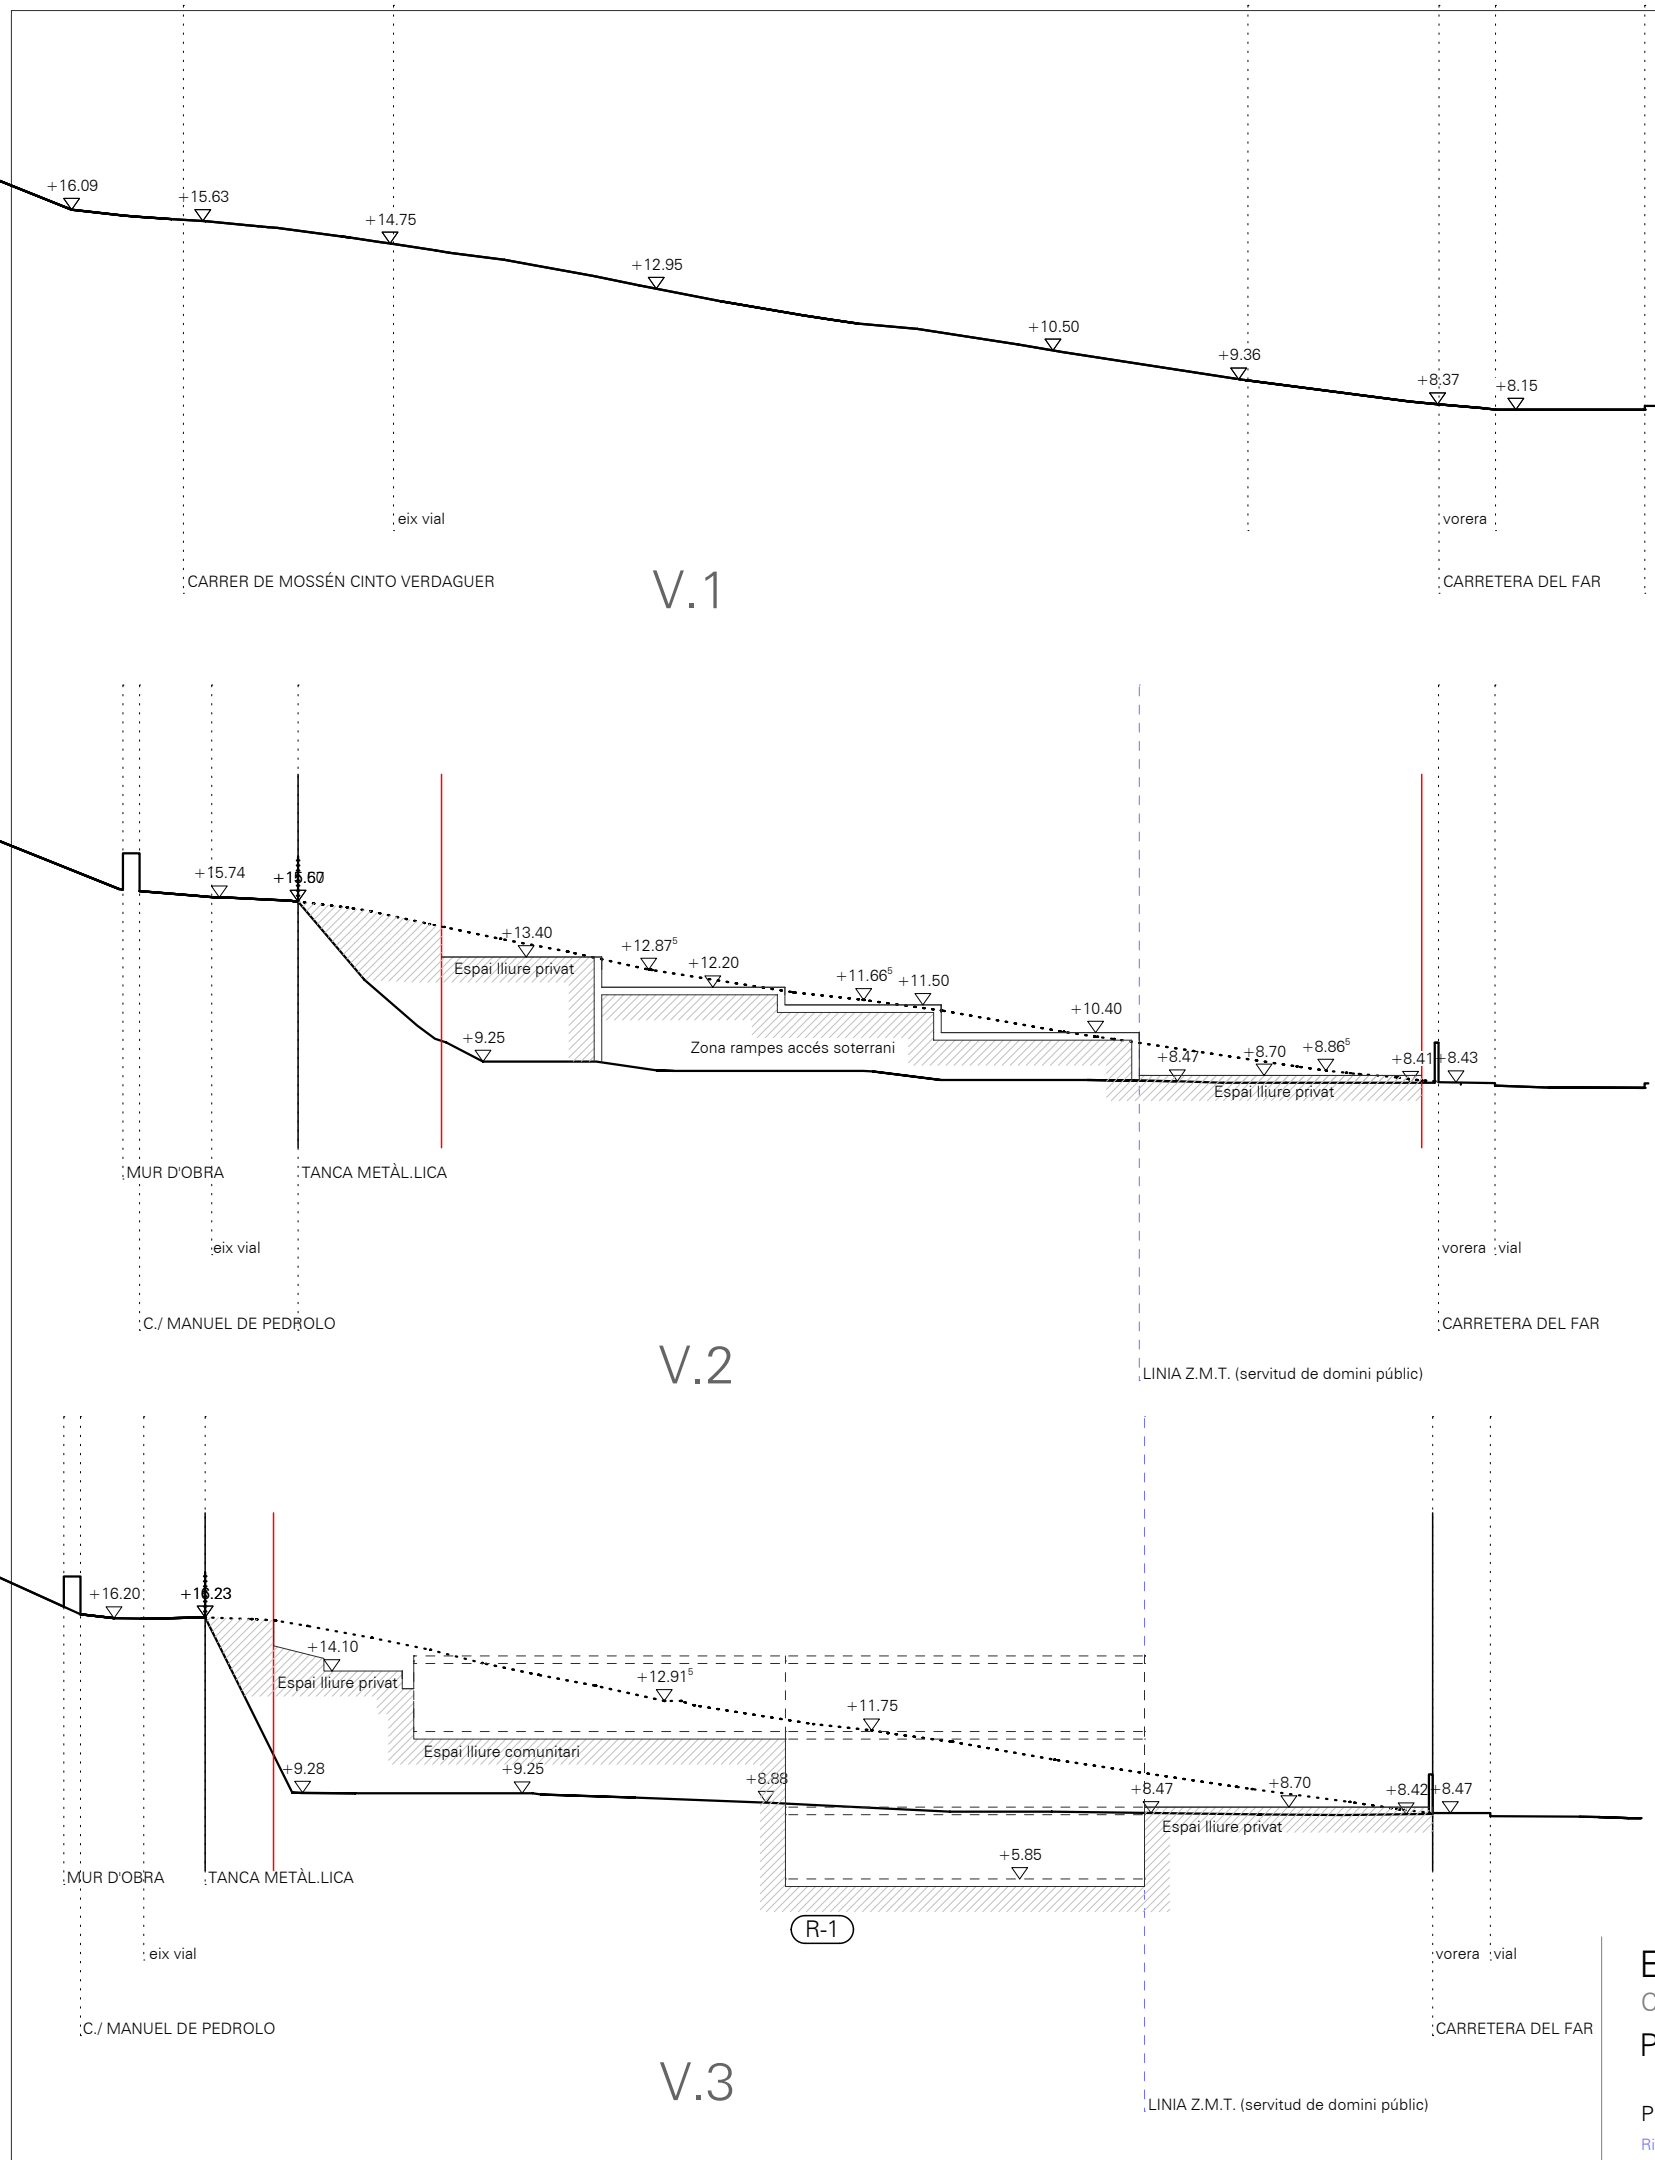 +16.09
+15.63
+14.75
+12.95
+10.50
+9.36
+8.37
+8.15
eix vial
vorera
CARRER DE MOSSÉN CINTO VERDAGUER
V.1
CARRETERA DEL FAR
+15.74
+13.40
+12.87⁵
+12.20
+11.66⁵
+11.50
+10.40
Espai lliure privat
+9.25
Zona rampes accés soterrani
+8.47
+8.70
+8.86⁵
+8.41
+8.43
Espai lliure privat
MUR D'OBRA
TANCA METÀL.LICA
eix vial
vorera
vial
C./ MANUEL DE PEDROLO
CARRETERA DEL FAR
V.2
LINIA Z.M.T. (servitud de domini públic)
+16.20
+16.23
+14.10
Espai lliure privat
+12.91⁵
+11.75
Espai lliure comunitari
+9.28
+9.25
+8.88
+8.47
+8.70
+8.42
+8.47
Espai lliure privat
+5.85
MUR D'OBRA
TANCA METÀL.LICA
R-1
eix vial
vorera
vial
C./ MANUEL DE PEDROLO
CARRETERA DEL FAR
V.3
LINIA Z.M.T. (servitud de domini públic)
P
P
Ri